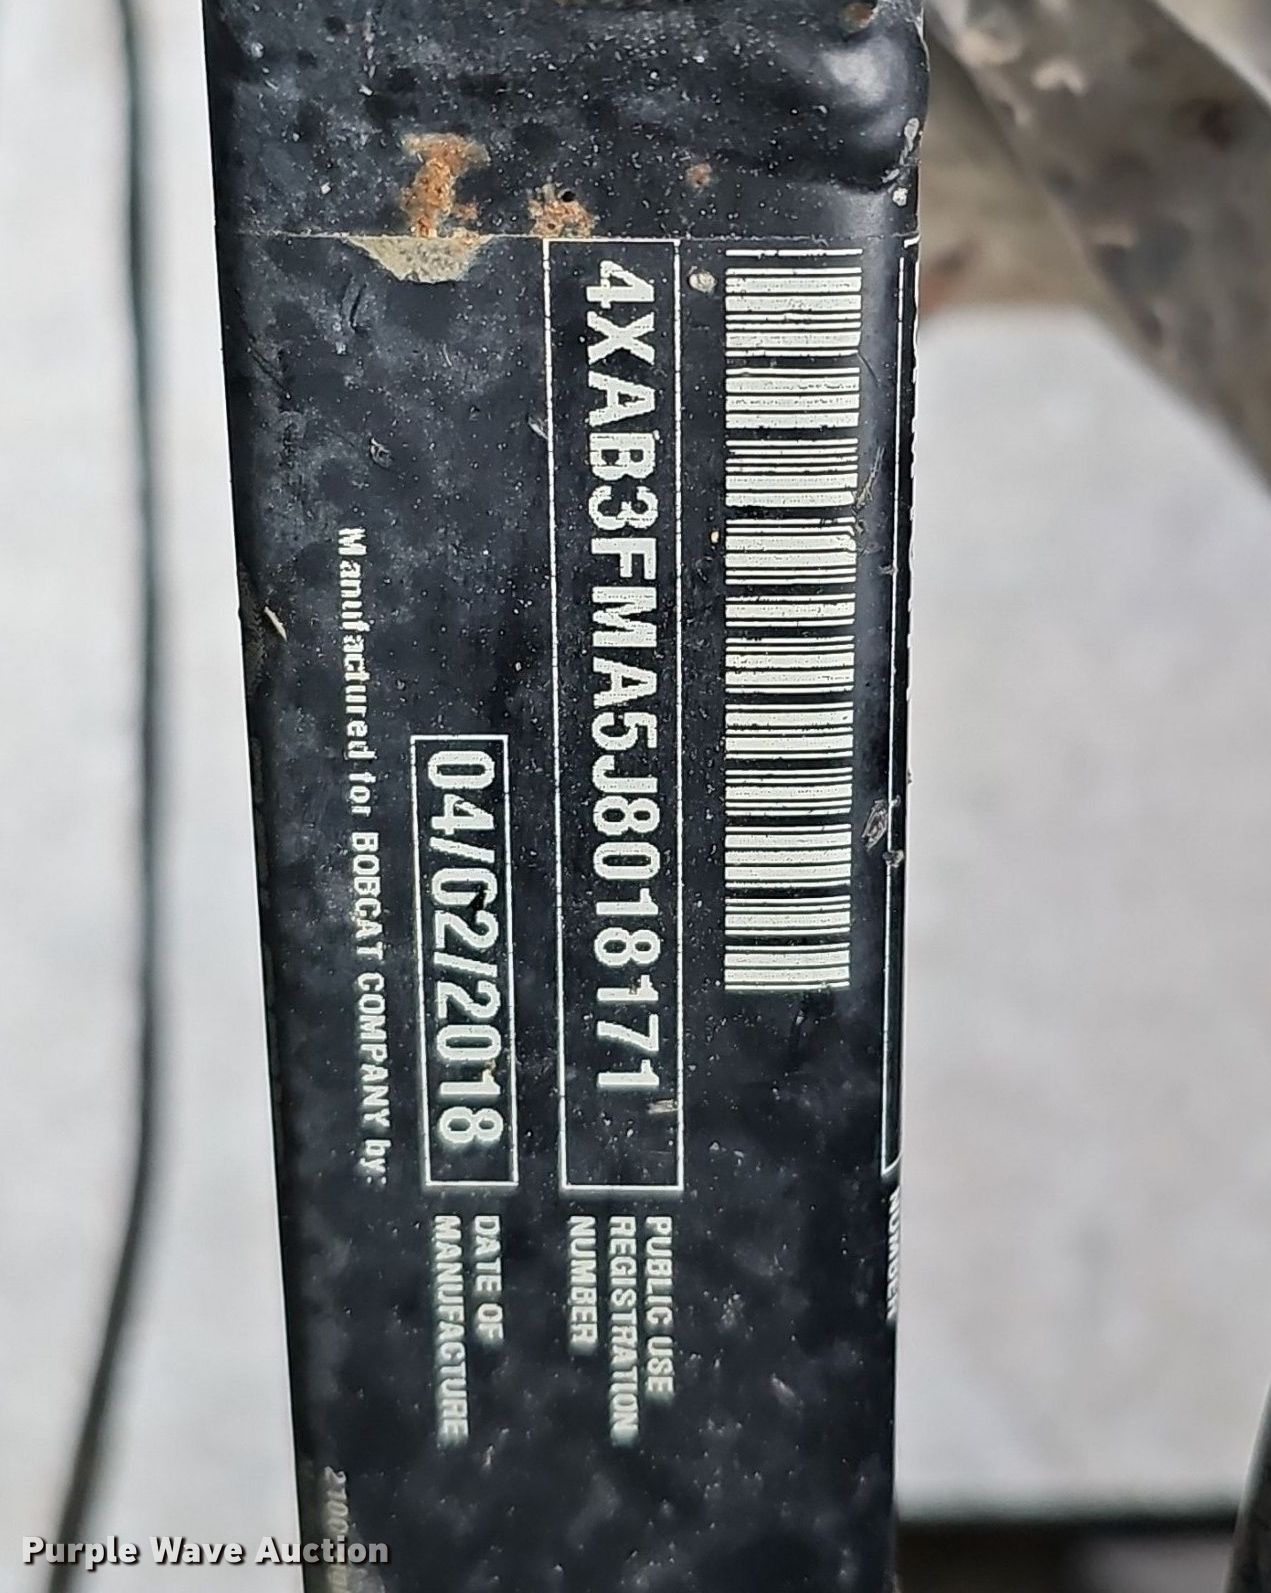 4XAB3FMA5J8018171
PUBLIC USE
REGISTRATION
NUMBER
04/02/2018
DATE OF
MANUFACTURE
Manufactured for BOBCAT COMPANY by:
Purple Wave Auction